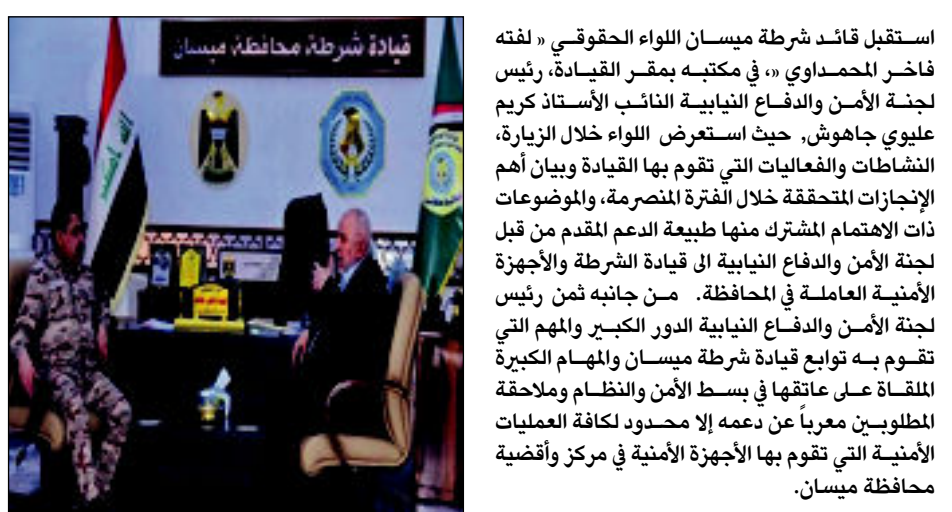 استقبل قائد شرطة ميسان اللواء الحقوقي « لفته
فاخر المحمداوي «، في مكتبه بمقر القيادة، رئيس
لجنة الأمن والدفاع النيابية النائب الأستاذ كريم
عليوي جاهوش, حيث استعرض اللواء خلال الزيارة،
النشاطات والفعاليات التي تقوم بها القيادة وبيان أهم
الإنجازات المتحققة خلال الفترة المنصرمة، والموضوعات
ذات الاهتمام المشترك منها طبيعة الدعم المقدم من قبل
لجنة الأمن والدفاع النيابية الى قيادة الشرطة والأجهزة
الأمنية العاملة في المحافظة. من جانبه ثمن رئيس
لجنة الأمن والدفاع النيابية الدور الكبير والمهم التي
تقوم به توابع قيادة شرطة ميسان والمهام الكبيرة
الملقاة على عاتقها في بسط الأمن والنظام وملاحقة
المطلوبين معرباً عن دعمه إلا محدود لكافة العمليات
الأمنية التي تقوم بها الأجهزة الأمنية في مركز وأقضية
محافظة ميسان.
قيادة شرطة محافظة ميسان